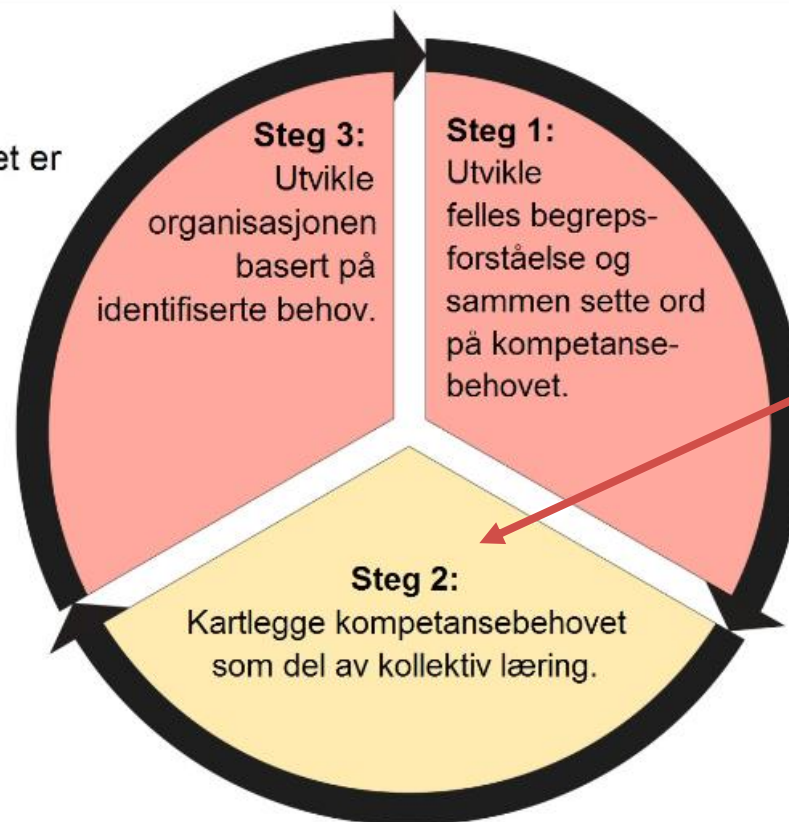 et er
Steg 3:
Utvikle
organisasjonen
basert på
identifiserte behov.
Steg 1:
Utvikle
felles begreps-
forståelse og
sammen sette ord
på kompetanse-
behovet.
Steg 2:
Kartlegge kompetansebehovet
som del av kollektiv læring.